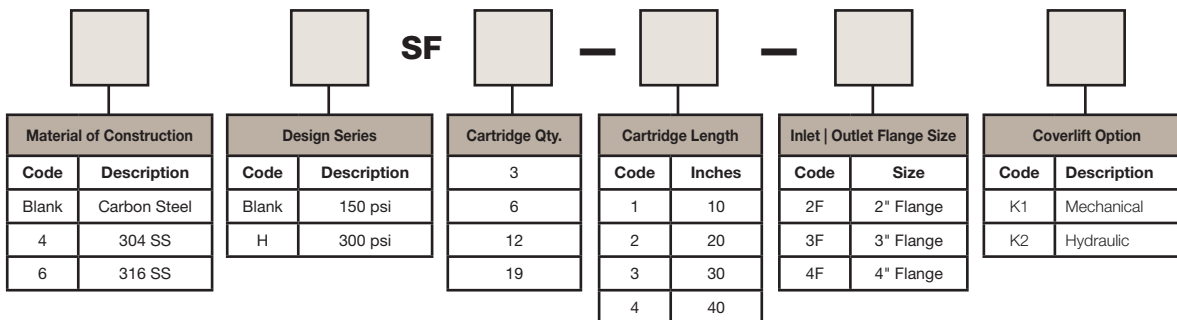 SF — —
Material of Construction
Code Description
Blank Carbon Steel
4 304 SS
6 316 SS
Design Series
Code Description
Blank 150 psi
H 300 psi
Cartridge Qty.
3
6
12
19
Cartridge Length
Code Inches
1 10
2 20
3 30
4 40
Inlet | Outlet Flange Size
Code Size
2F 2" Flange
3F 3" Flange
4F 4" Flange
Coverlift Option
Code Description
K1 Mechanical
K2 Hydraulic